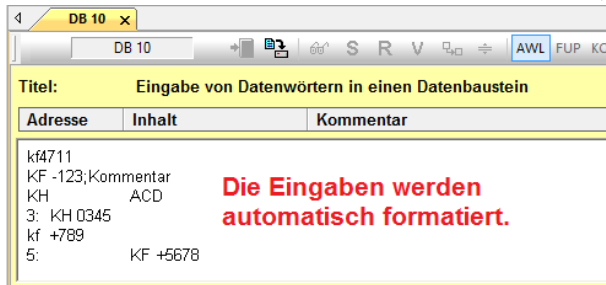 DB 10 x
DB 10 S R V AWL FUP
Titel: Eingabe von Datenwörtern in einen Datenbaustein
Adresse Inhalt Kommentar
kf4711
KF -123;Kommentar
KH ACD
3: KH 0345
kf +789
5: KF +5678
Die Eingaben werden
automatisch formatiert.